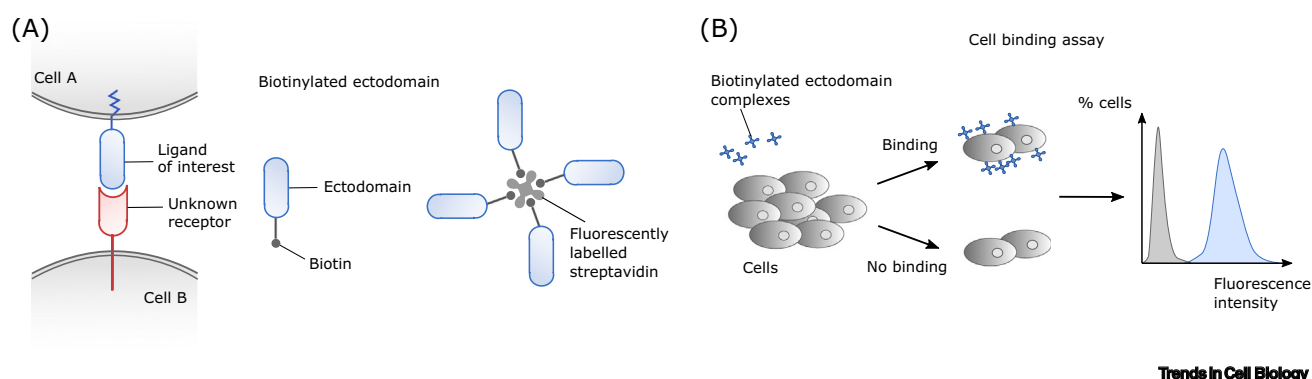 (A)
Cell A
Ligand
of interest
Unknown
receptor
Cell B
Biotinylated ectodomain
Ectodomain
Biotin
Fluorescently
labelled
streptavidin
(B)
Cell binding assay
Biotinylated ectodomain
complexes
Cells
Binding
No binding
% cells
Fluorescence
intensity
Trends in Cell Biology